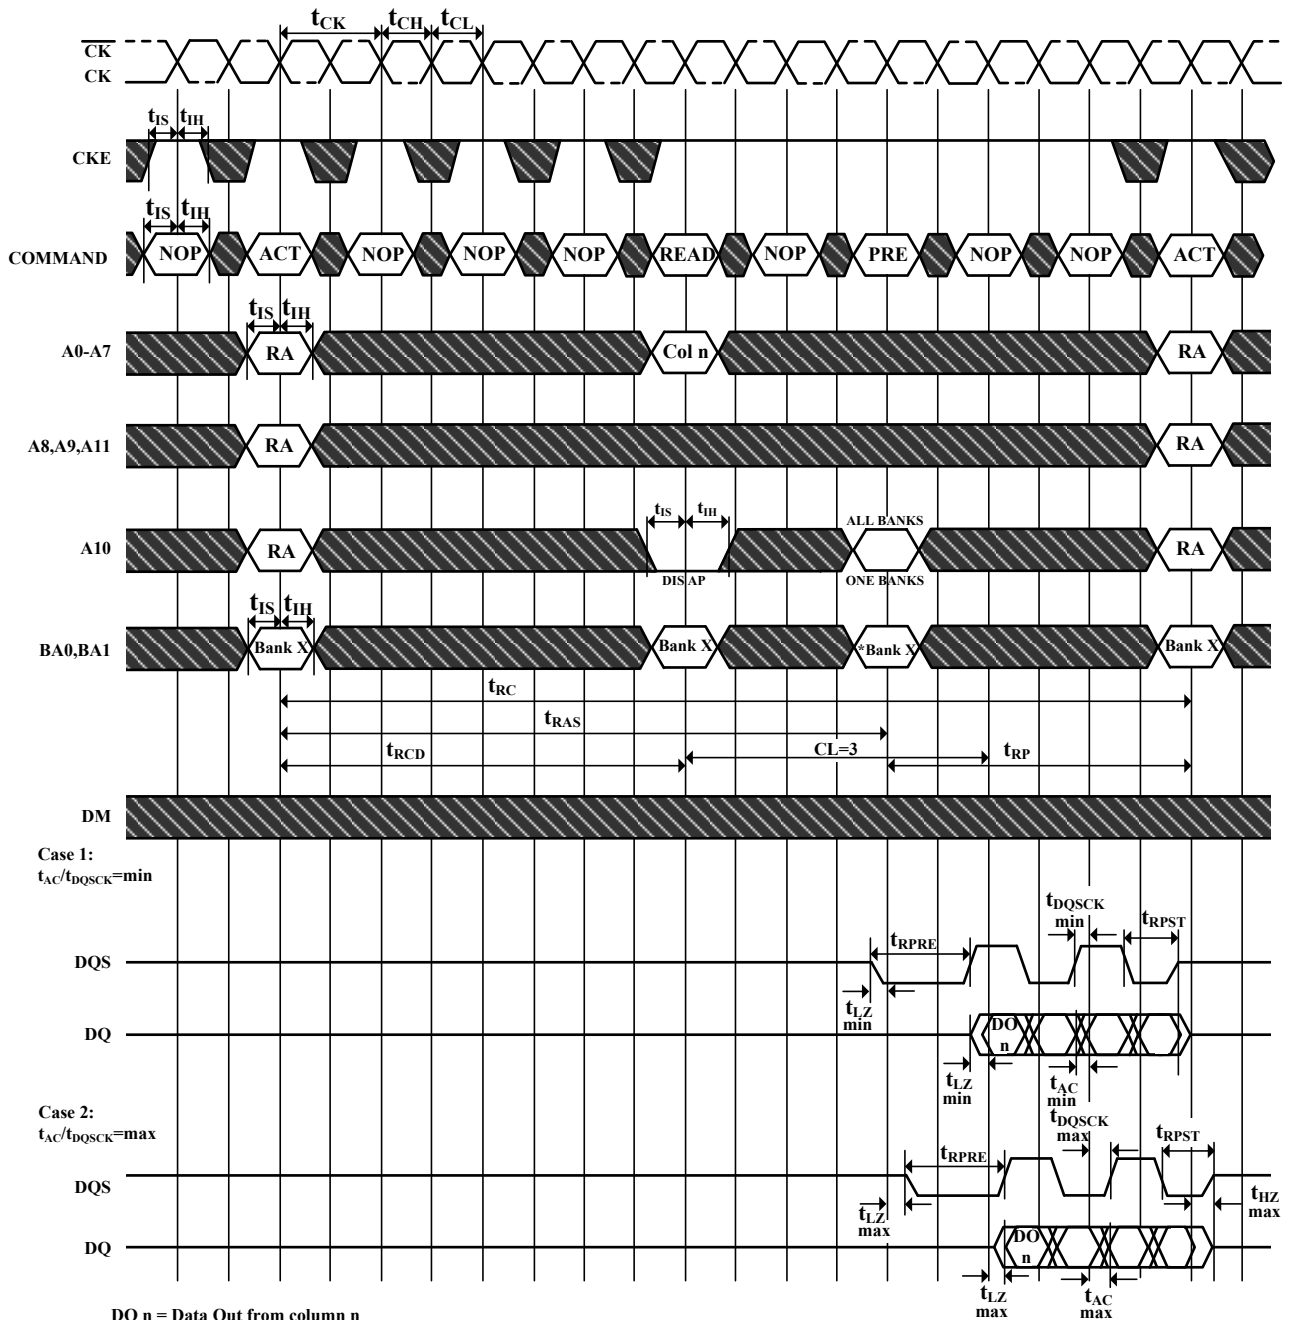 tCK tCH tCL
CK
CK
tIS tIH
CKE
tIS tIH
COMMAND NOP ACT NOP NOP NOP READ NOP PRE NOP NOP ACT
tIS tIH
A0-A7 RA Col n RA
A8,A9,A11 RA RA
tIS tIH ALL BANKS
A10 RA RA
DIS AP ONE BANKS
tIS tIH
BA0,BA1 Bank X Bank X *Bank X Bank X
tRC
tRAS
tRCD CL=3 tRP
DM
Case 1:
tAC/tDQSCK=min
tDQSCK
min
tRPRE tRPST
DQS
tLZ
min
DQ DO
n
tLZ
min
tAC
min
Case 2:
tAC/tDQSCK=max
tDQSCK
max
tRPRE tRPST
DQS
tLZ
max
tHZ
max
DQ DO
n
tLZ
max
tAC
max
DO n = Data Out from column n